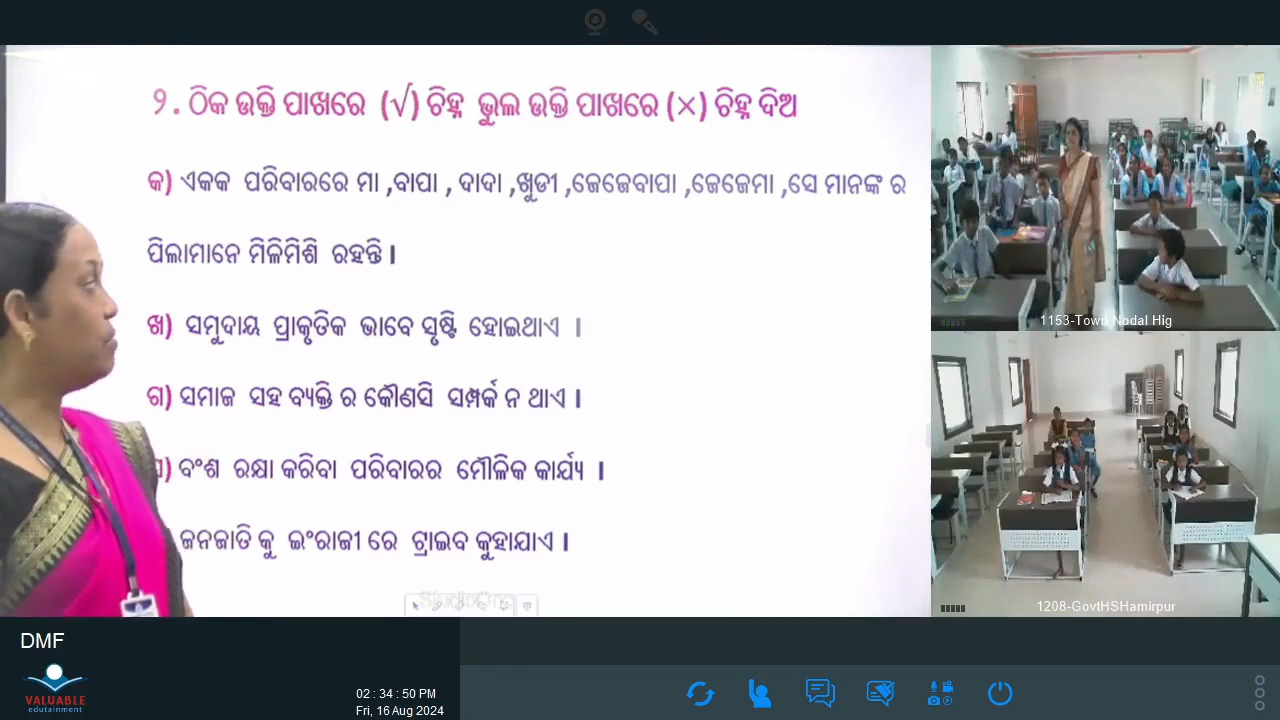 ୨ . ଠିକ ଉକ୍ତି ପାଖରେ (√) ଚିହ୍ନ ଭୁଲ ଉକ୍ତି ପାଖରେ (×) ଚିହ୍ନ ଦିଅ
କ) ଏକକ ପରିବାରରେ ମା ,ବାପା , ଦାଦା ,ଖୁଡୀ ,ଜେଜେବାପା ,ଜେଜେମା ,ସେ ମାନଙ୍କ ର
ପିଲାମାନେ ମିଳିମିଶି ରହନ୍ତି ।
ଖ) ସମୁଦାୟ ପ୍ରାକୃତିକ ଭାବେ ସୃଷ୍ଟି ହୋଇଥାଏ ।
ଗ) ସମାଜ ସହ ବ୍ୟକ୍ତି ର କୌଣସି ସମ୍ପର୍କ ନ ଥାଏ ।
ବଂଶ ରକ୍ଷା କରିବା ପରିବାରର ମୌଳିକ କାର୍ଯ୍ୟ ।
ଜନଜାତି କୁ ଇଂରାଜୀ ରେ ଟ୍ରାଇବ କୁହାଯାଏ ।
1153-Town Nodal Hig
1208-GovtHSHamirpur
DMF
VALUABLE
edutainment
02 : 34 : 50 PM
Fri, 16 Aug 2024